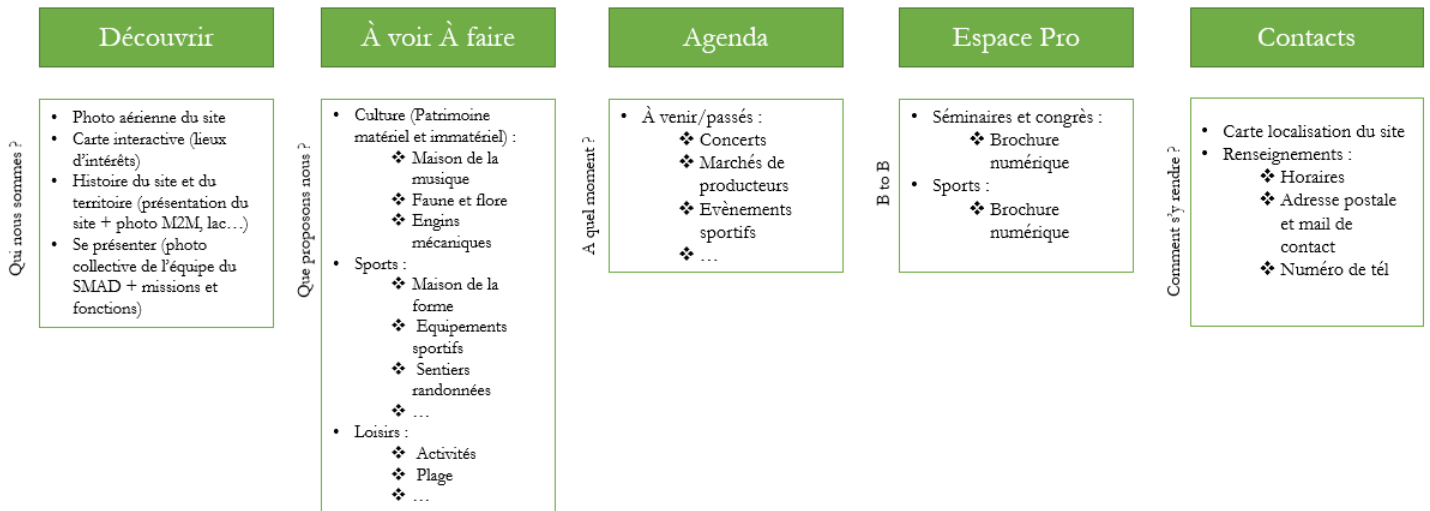 Découvrir
Qui nous sommes ?
• Photo aérienne du site
• Carte interactive (lieux
d’intérêts)
• Histoire du site et du
territoire (présentation du
site + photo M2M, lac…)
• Se présenter (photo
collective de l’équipe du
SMAD + missions et
fonctions)
À voir À faire
Que proposons nous ?
• Culture (Patrimoine
matériel et immatériel) :
❖ Maison de la
musique
❖ Faune et flore
❖ Engins
mécaniques
• Sports :
❖ Maison de la
forme
❖ Equipements
sportifs
❖ Sentiers
randonnées
❖ …
• Loisirs :
❖ Activités
❖ Plage
❖ …
Agenda
A quel moment ?
• À venir/passés :
❖ Concerts
❖ Marchés de
producteurs
❖ Evènements
sportifs
❖ …
Espace Pro
B to B
• Séminaires et congrès :
❖ Brochure
numérique
• Sports :
❖ Brochure
numérique
Contacts
Comment s’y rendre ?
• Carte localisation du site
• Renseignements :
❖ Horaires
❖ Adresse postale
et mail de
contact
❖ Numéro de tél